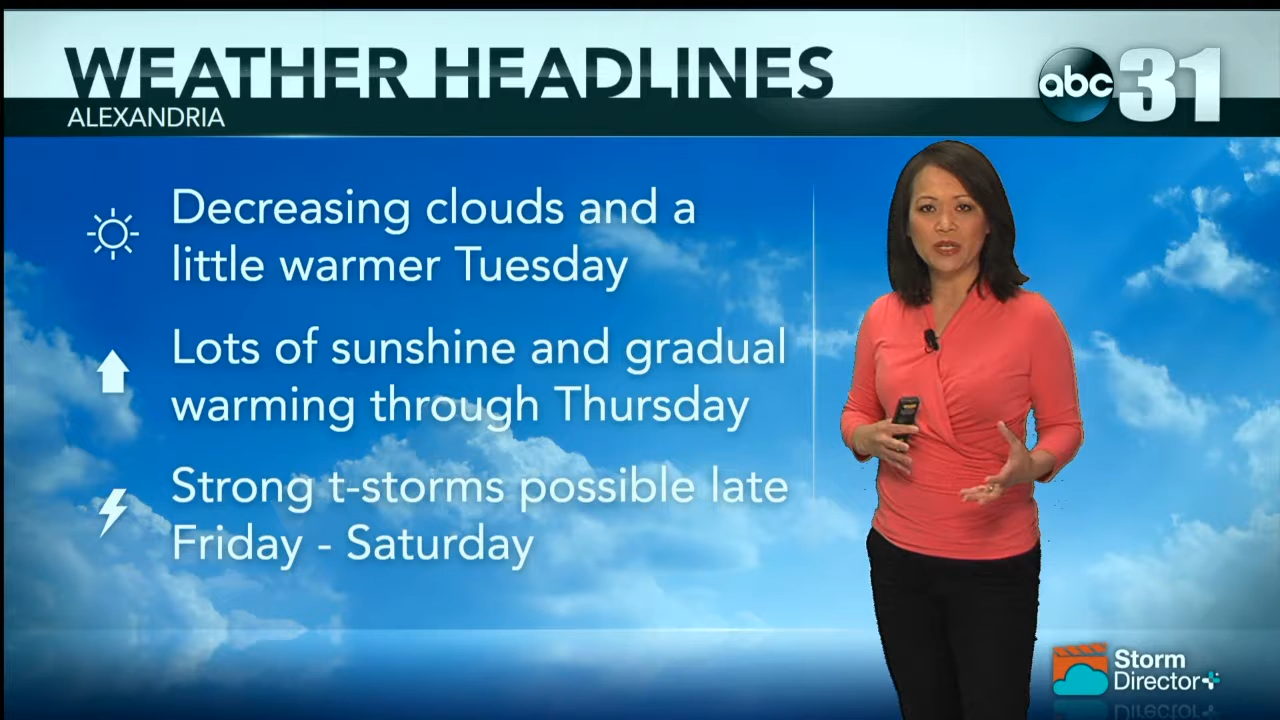 WEATHER HEADLINES
abc 31
ALEXANDRIA
Decreasing clouds and a
little warmer Tuesday
Lots of sunshine and gradual
warming through Thursday
Strong t-storms possible late
Friday - Saturday
Storm
Director+